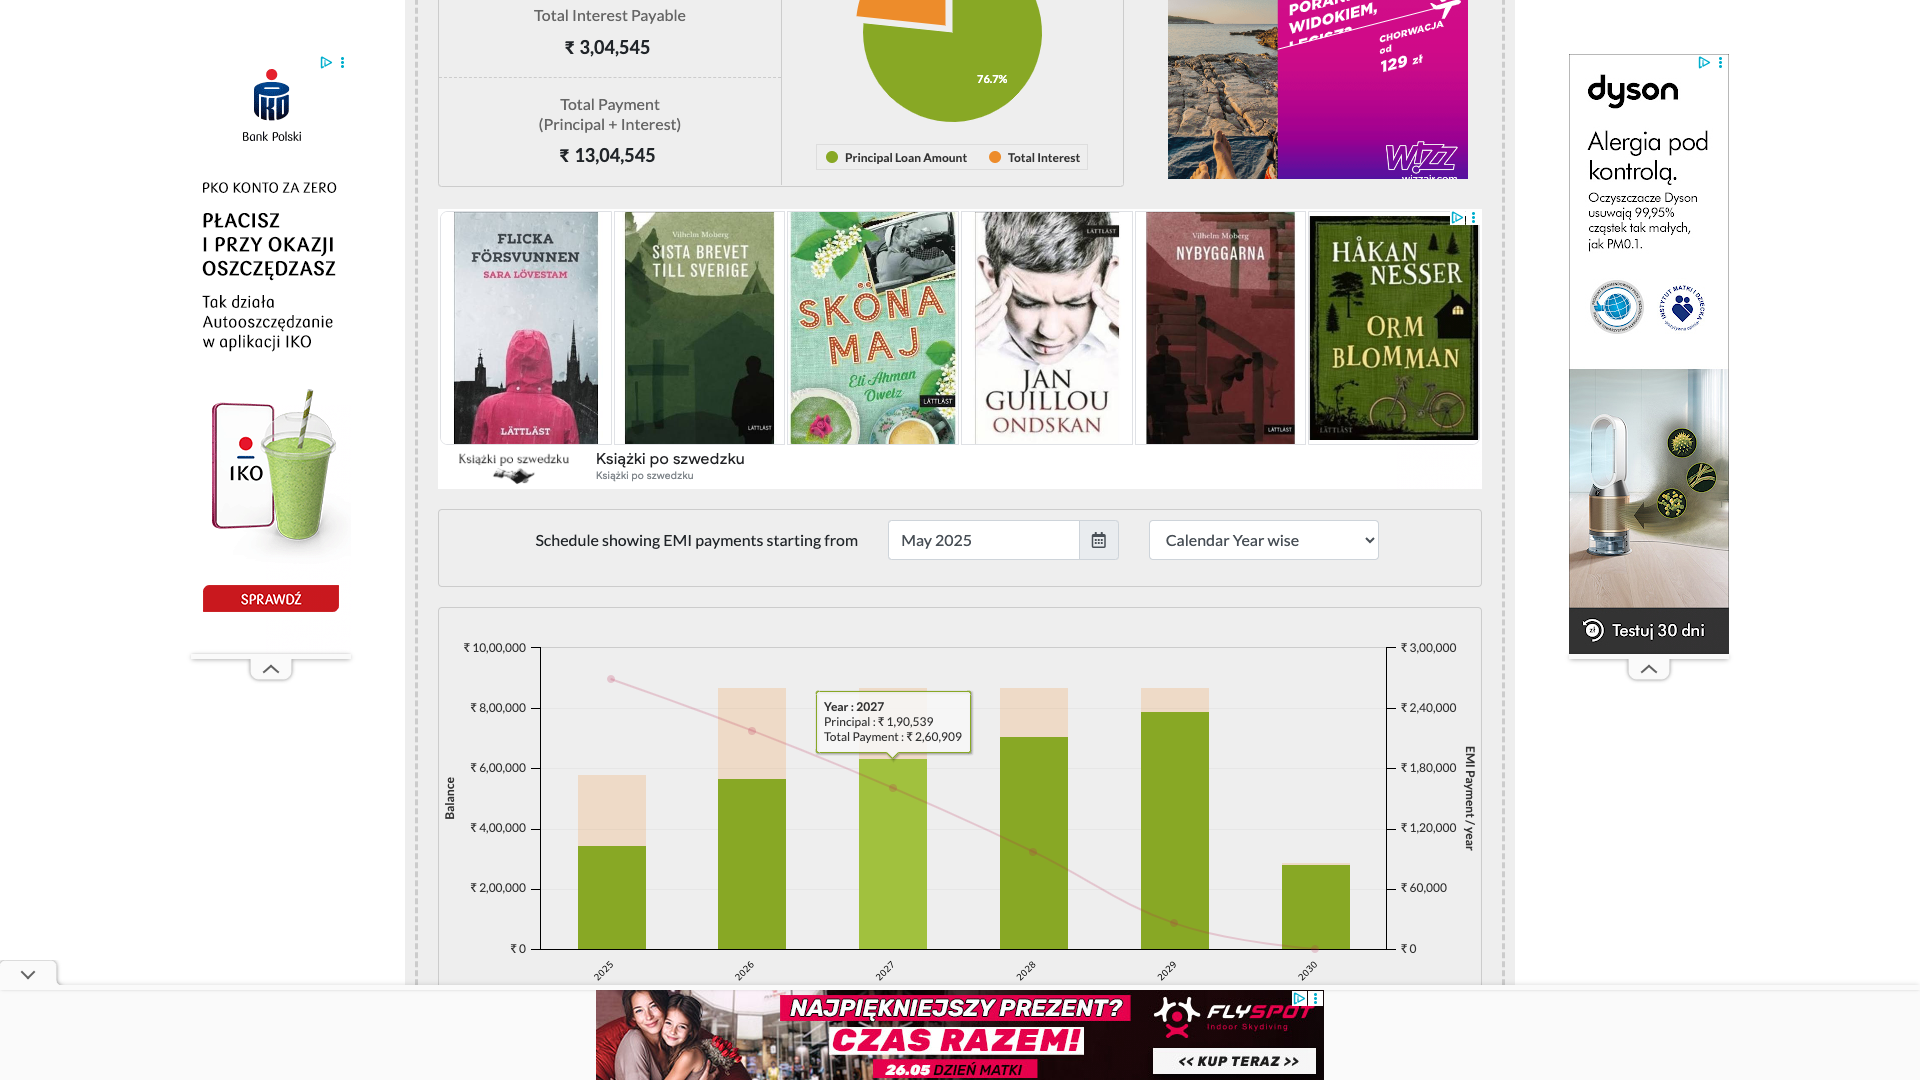 Total Interest Payable
₹ 3,04,545
Total Payment
(Principal + Interest)
₹ 13,04,545
76.7%
Principal Loan Amount
Total Interest
WIDOKIEM,
CHORWACJA
od
129 zł
WIZZ
wizzair.com
PKO
Bank Polski
PKO KONTO ZA ZERO
PŁACISZ
I PRZY OKAZJI
OSZCZĘDZASZ
Tak działa
Autooszczędzanie
w aplikacji IKO
IKO
SPRAWDŹ
FLICKA
FÖRSVUNNEN
SARA LÖVESTAM
LÄTTLÄST
Vilhelm Moberg
SISTA BREVET
TILL SVERIGE
LÄTTLÄST
SKÖNA
MAJ
Eli Åhman
Owetz
LÄTTLÄST
LÄTTLÄST
JAN
GUILLOU
ONDSKAN
Vilhelm Moberg
NYBYGGARNA
LÄTTLÄST
HÅKAN
NESSER
ORM
BLOMMAN
LÄTTLÄST
Książki po szwedzku
Książki po szwedzku
Książki po szwedzku
dyson
Alergia pod
kontrolą.
Oczyszczacze Dyson
usuwają 99,95%
cząstek tak małych,
jak PM0.1.
Testuj 30 dni
Schedule showing EMI payments starting from
May 2025
Calendar Year wise
₹ 10,00,000
₹ 8,00,000
₹ 6,00,000
₹ 4,00,000
₹ 2,00,000
₹ 0
Balance
Year : 2027
Principal : ₹ 1,90,539
Total Payment : ₹ 2,60,909
₹ 3,00,000
₹ 2,40,000
₹ 1,80,000
₹ 1,20,000
₹ 60,000
₹ 0
EMI Payment / year
2025
2026
2027
2028
2029
2030
NAJPIĘKNIEJSZY PREZENT?
CZAS RAZEM!
26.05 DZIEŃ MATKI
FLYSPOT
Indoor Skydiving
<< KUP TERAZ >>